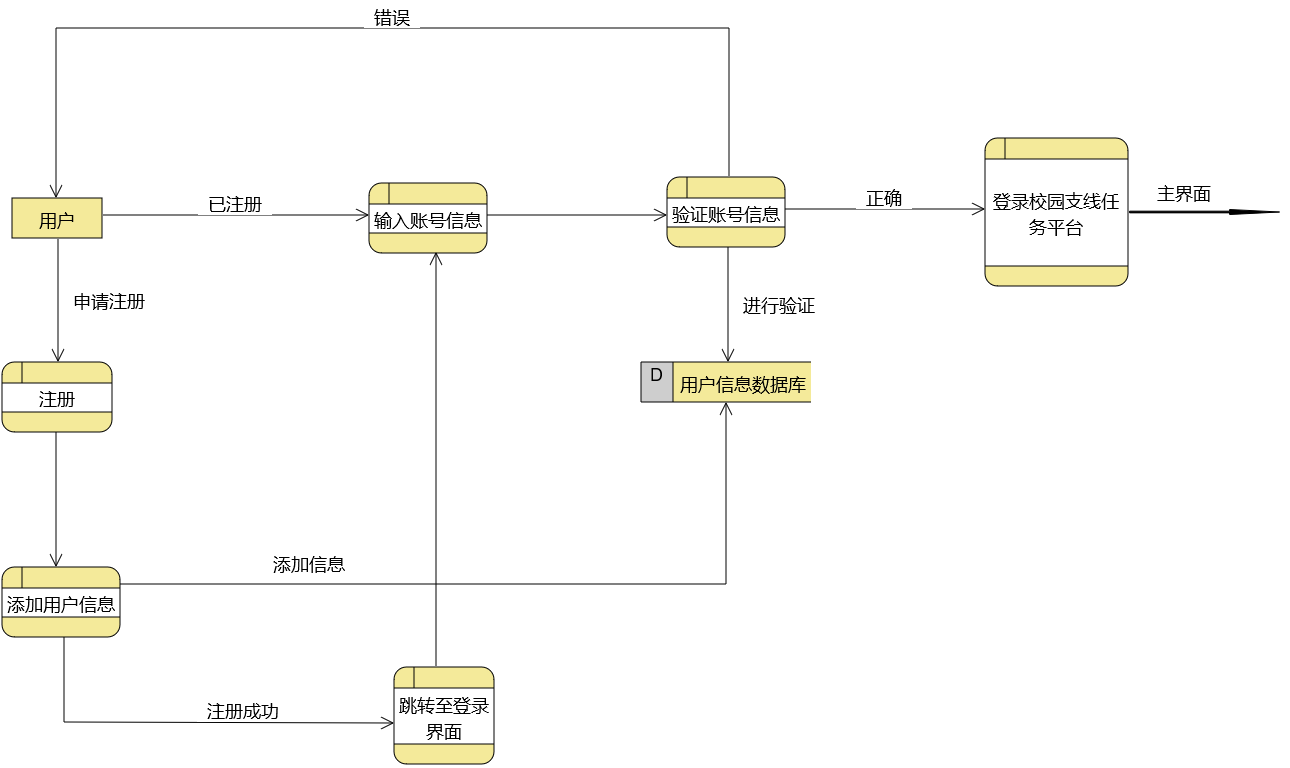 错误
用户
已注册
输入账号信息
验证账号信息
正确
登录校园支线任
务平台
主界面
申请注册
进行验证
注册
D
用户信息数据库
添加信息
添加用户信息
注册成功
跳转至登录
界面